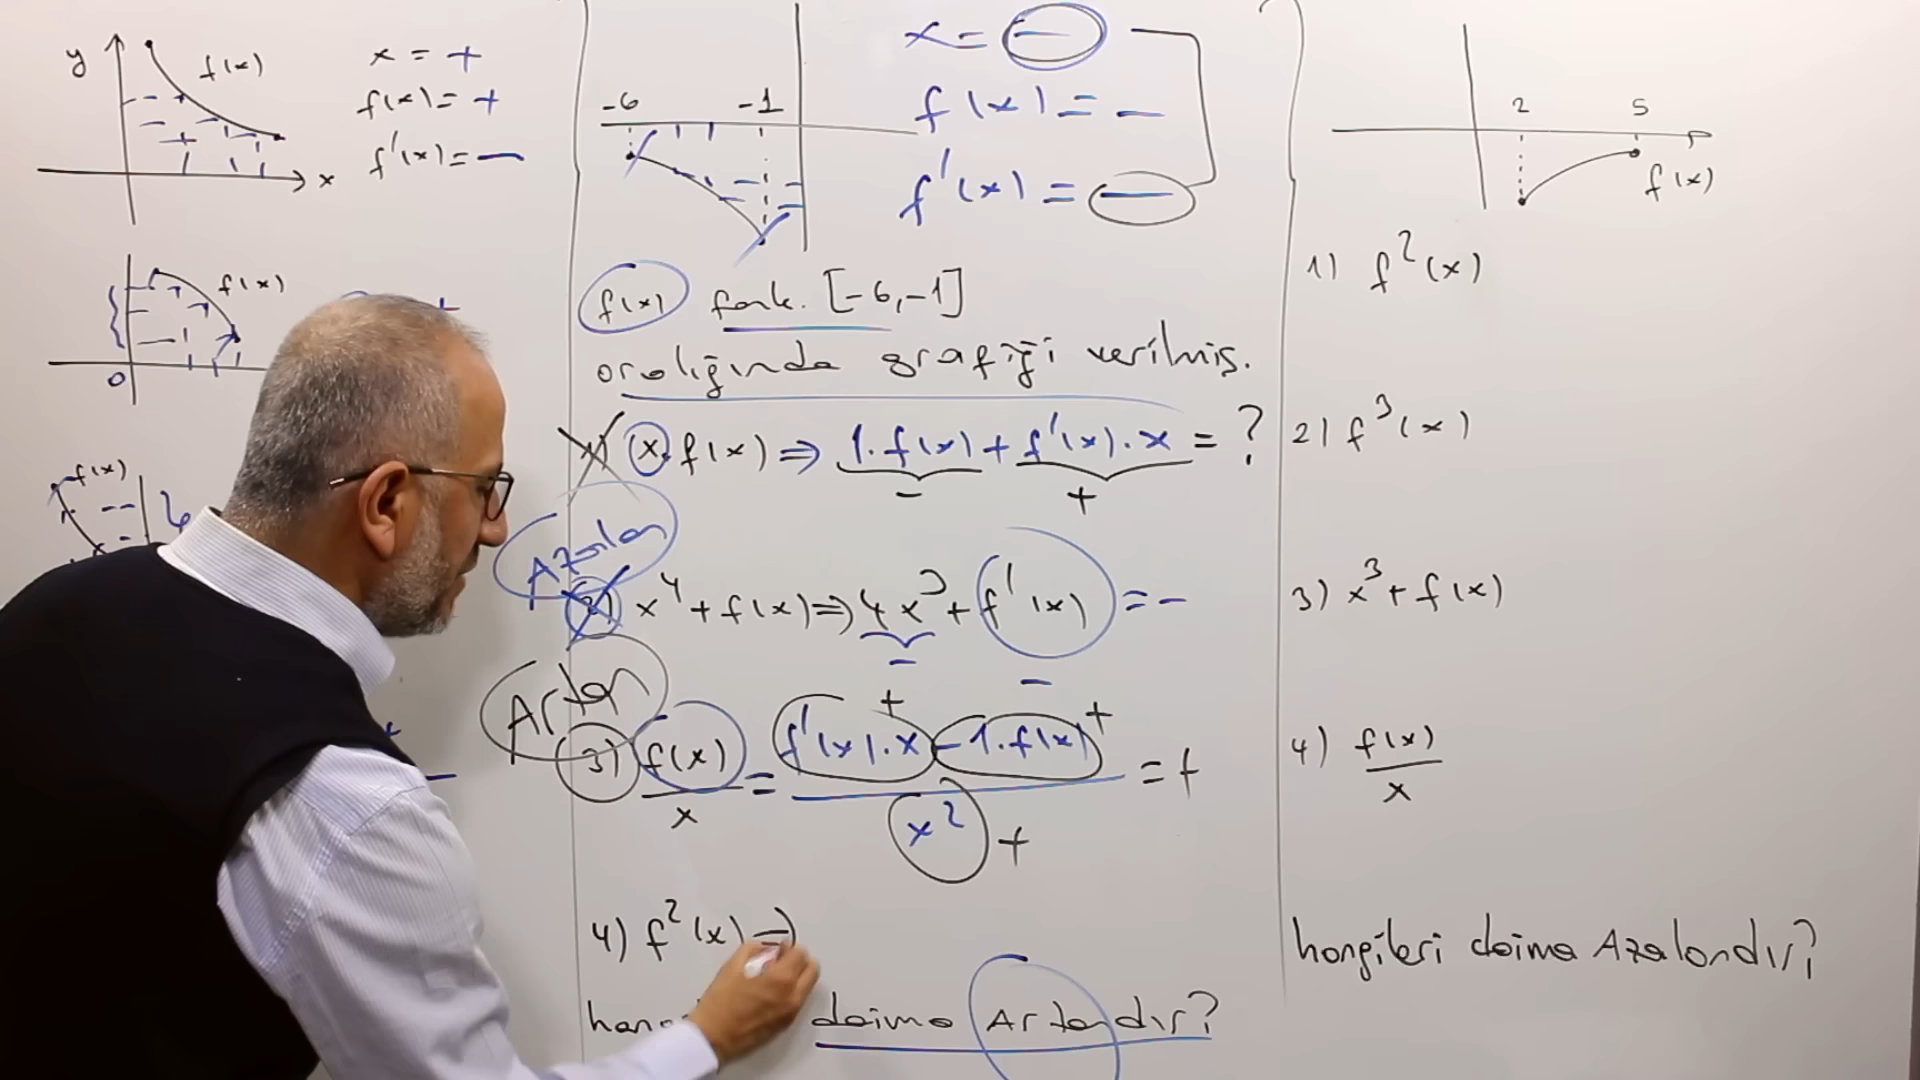 y
f(x)
x = +
f(x) = +
f'(x) = −
x
f(x)
0
f(x)
-6
-1
x = −
f(x) = −
f'(x) = −
f(x) fonk. [-6,-1]
aralığında grafiği verilmiş.
1) x.f(x) ⇒ 1.f(x) + f'(x).x = ?
− +
Azalan
2) x⁴ + f(x) ⇒ 4x³ + f'(x) = −
− −
Artan
3) f(x)/x = (f'(x).x − 1.f(x))/x² = +
+ +
+
4) f²(x) ⇒
daima Artandır?
2
5
f(x)
1) f²(x)
2) f³(x)
3) x³ + f(x)
4) f(x)/x
hangileri daima Azalandır?